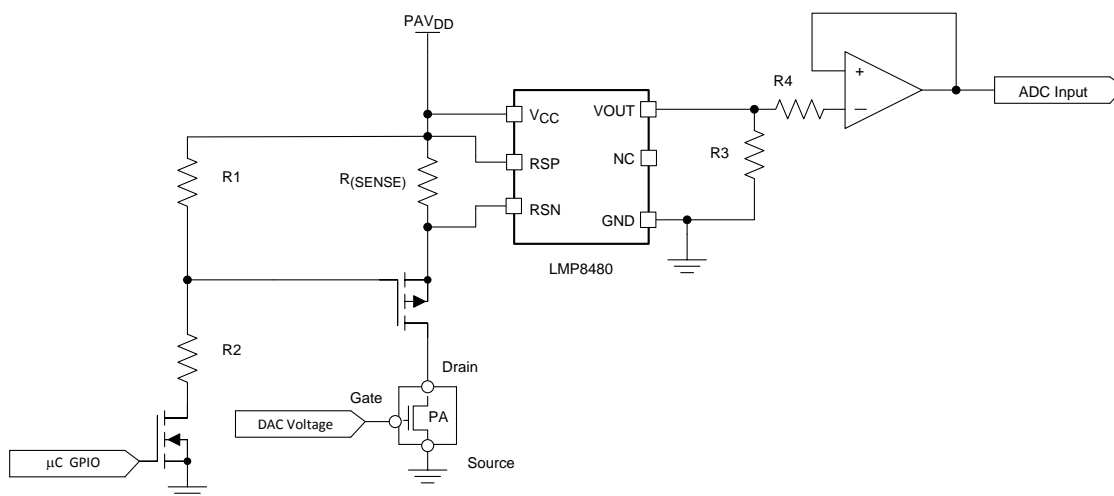 PAVDD
R4
+
−
ADC Input
VCC
VOUT
R1
R(SENSE)
RSP
NC
R3
RSN
GND
LMP8480
R2
Drain
Gate
PA
DAC Voltage
Source
µC GPIO